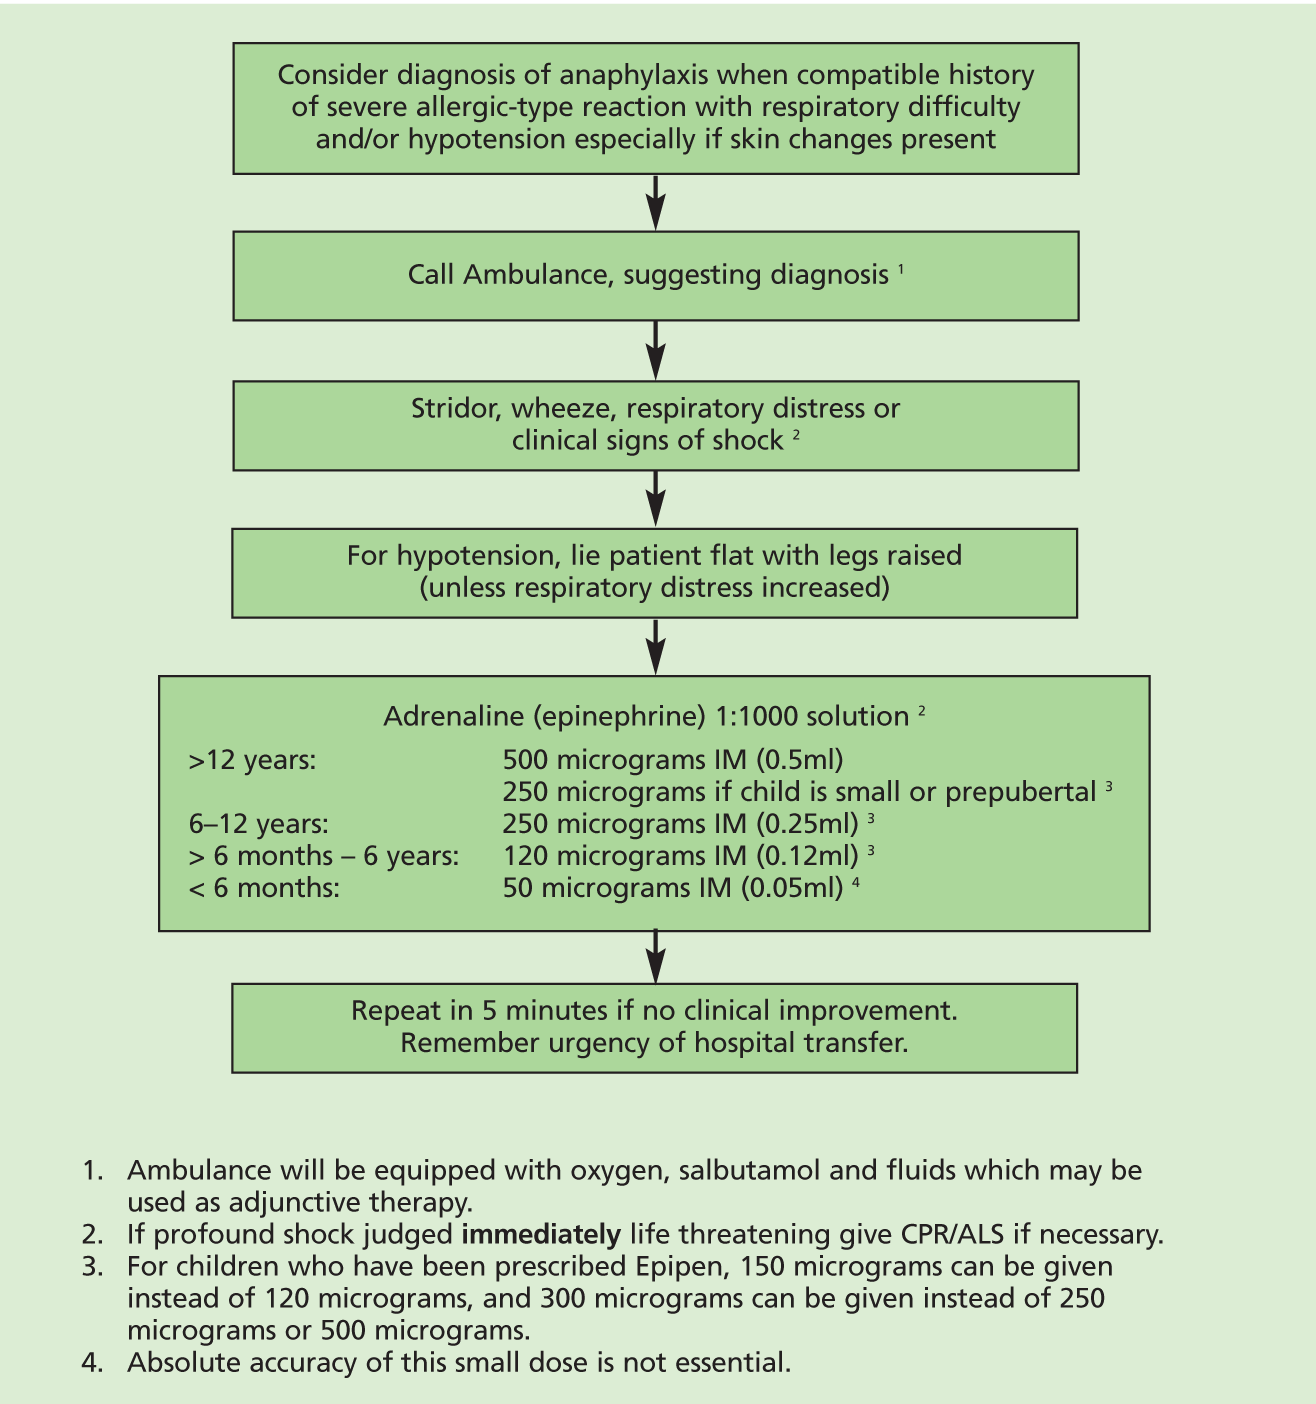 Consider diagnosis of anaphylaxis when compatible history
of severe allergic-type reaction with respiratory difficulty
and/or hypotension especially if skin changes present
Call Ambulance, suggesting diagnosis 1
Stridor, wheeze, respiratory distress or
clinical signs of shock 2
For hypotension, lie patient flat with legs raised
(unless respiratory distress increased)
Adrenaline (epinephrine) 1:1000 solution 2
>12 years: 500 micrograms IM (0.5ml)
250 micrograms if child is small or prepubertal 3
6–12 years: 250 micrograms IM (0.25ml) 3
> 6 months – 6 years: 120 micrograms IM (0.12ml) 3
< 6 months: 50 micrograms IM (0.05ml) 4
Repeat in 5 minutes if no clinical improvement.
Remember urgency of hospital transfer.
1. Ambulance will be equipped with oxygen, salbutamol and fluids which may be
used as adjunctive therapy.
2. If profound shock judged immediately life threatening give CPR/ALS if necessary.
3. For children who have been prescribed Epipen, 150 micrograms can be given
instead of 120 micrograms, and 300 micrograms can be given instead of 250
micrograms or 500 micrograms.
4. Absolute accuracy of this small dose is not essential.